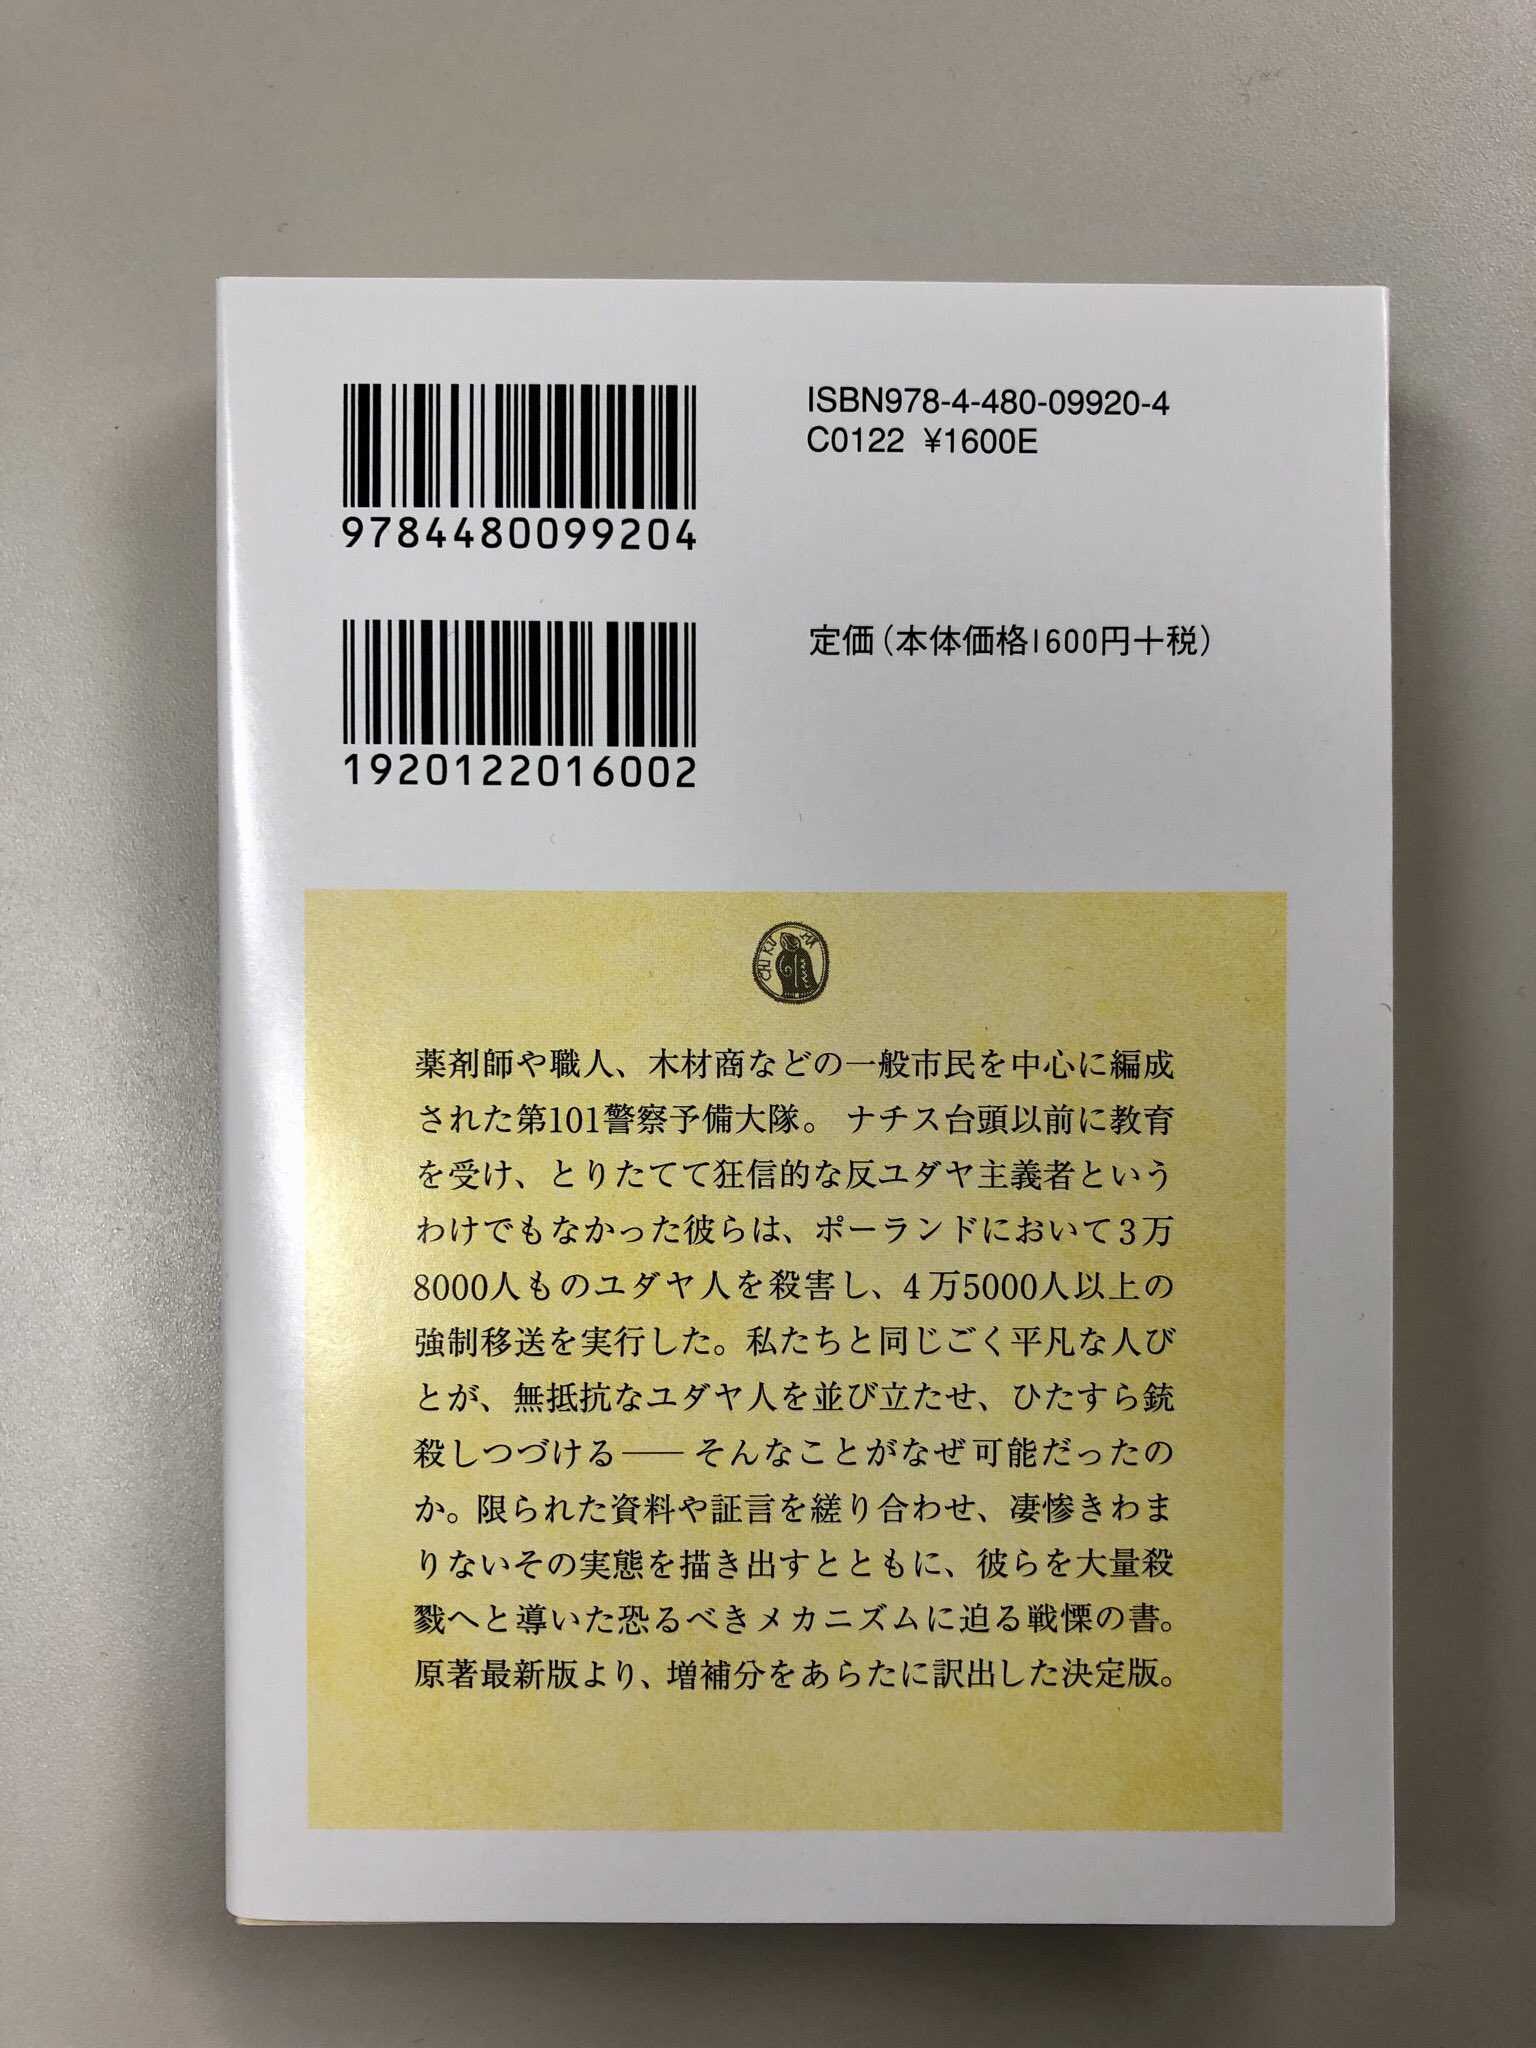 ISBN978-4-480-09920-4
C0122 ¥1600E
9784480099204
定価(本体価格1600円+税)
1920122016002
CHIKUMA
薬剤師や職人、木材商などの一般市民を中心に編成
された第101警察予備大隊。ナチス台頭以前に教育
を受け、とりたてて狂信的な反ユダヤ主義者という
わけでもなかった彼らは、ポーランドにおいて3万
8000人ものユダヤ人を殺害し、4万5000人以上の
強制移送を実行した。私たちと同じごく平凡な人び
とが、無抵抗なユダヤ人を並び立たせ、ひたすら銃
殺しつづける――そんなことがなぜ可能だったの
か。限られた資料や証言を縒り合わせ、凄惨きわま
りないその実態を描き出すとともに、彼らを大量殺
戮へと導いた恐るべきメカニズムに迫る戦慄の書。
原著最新版より、増補分をあらたに訳出した決定版。